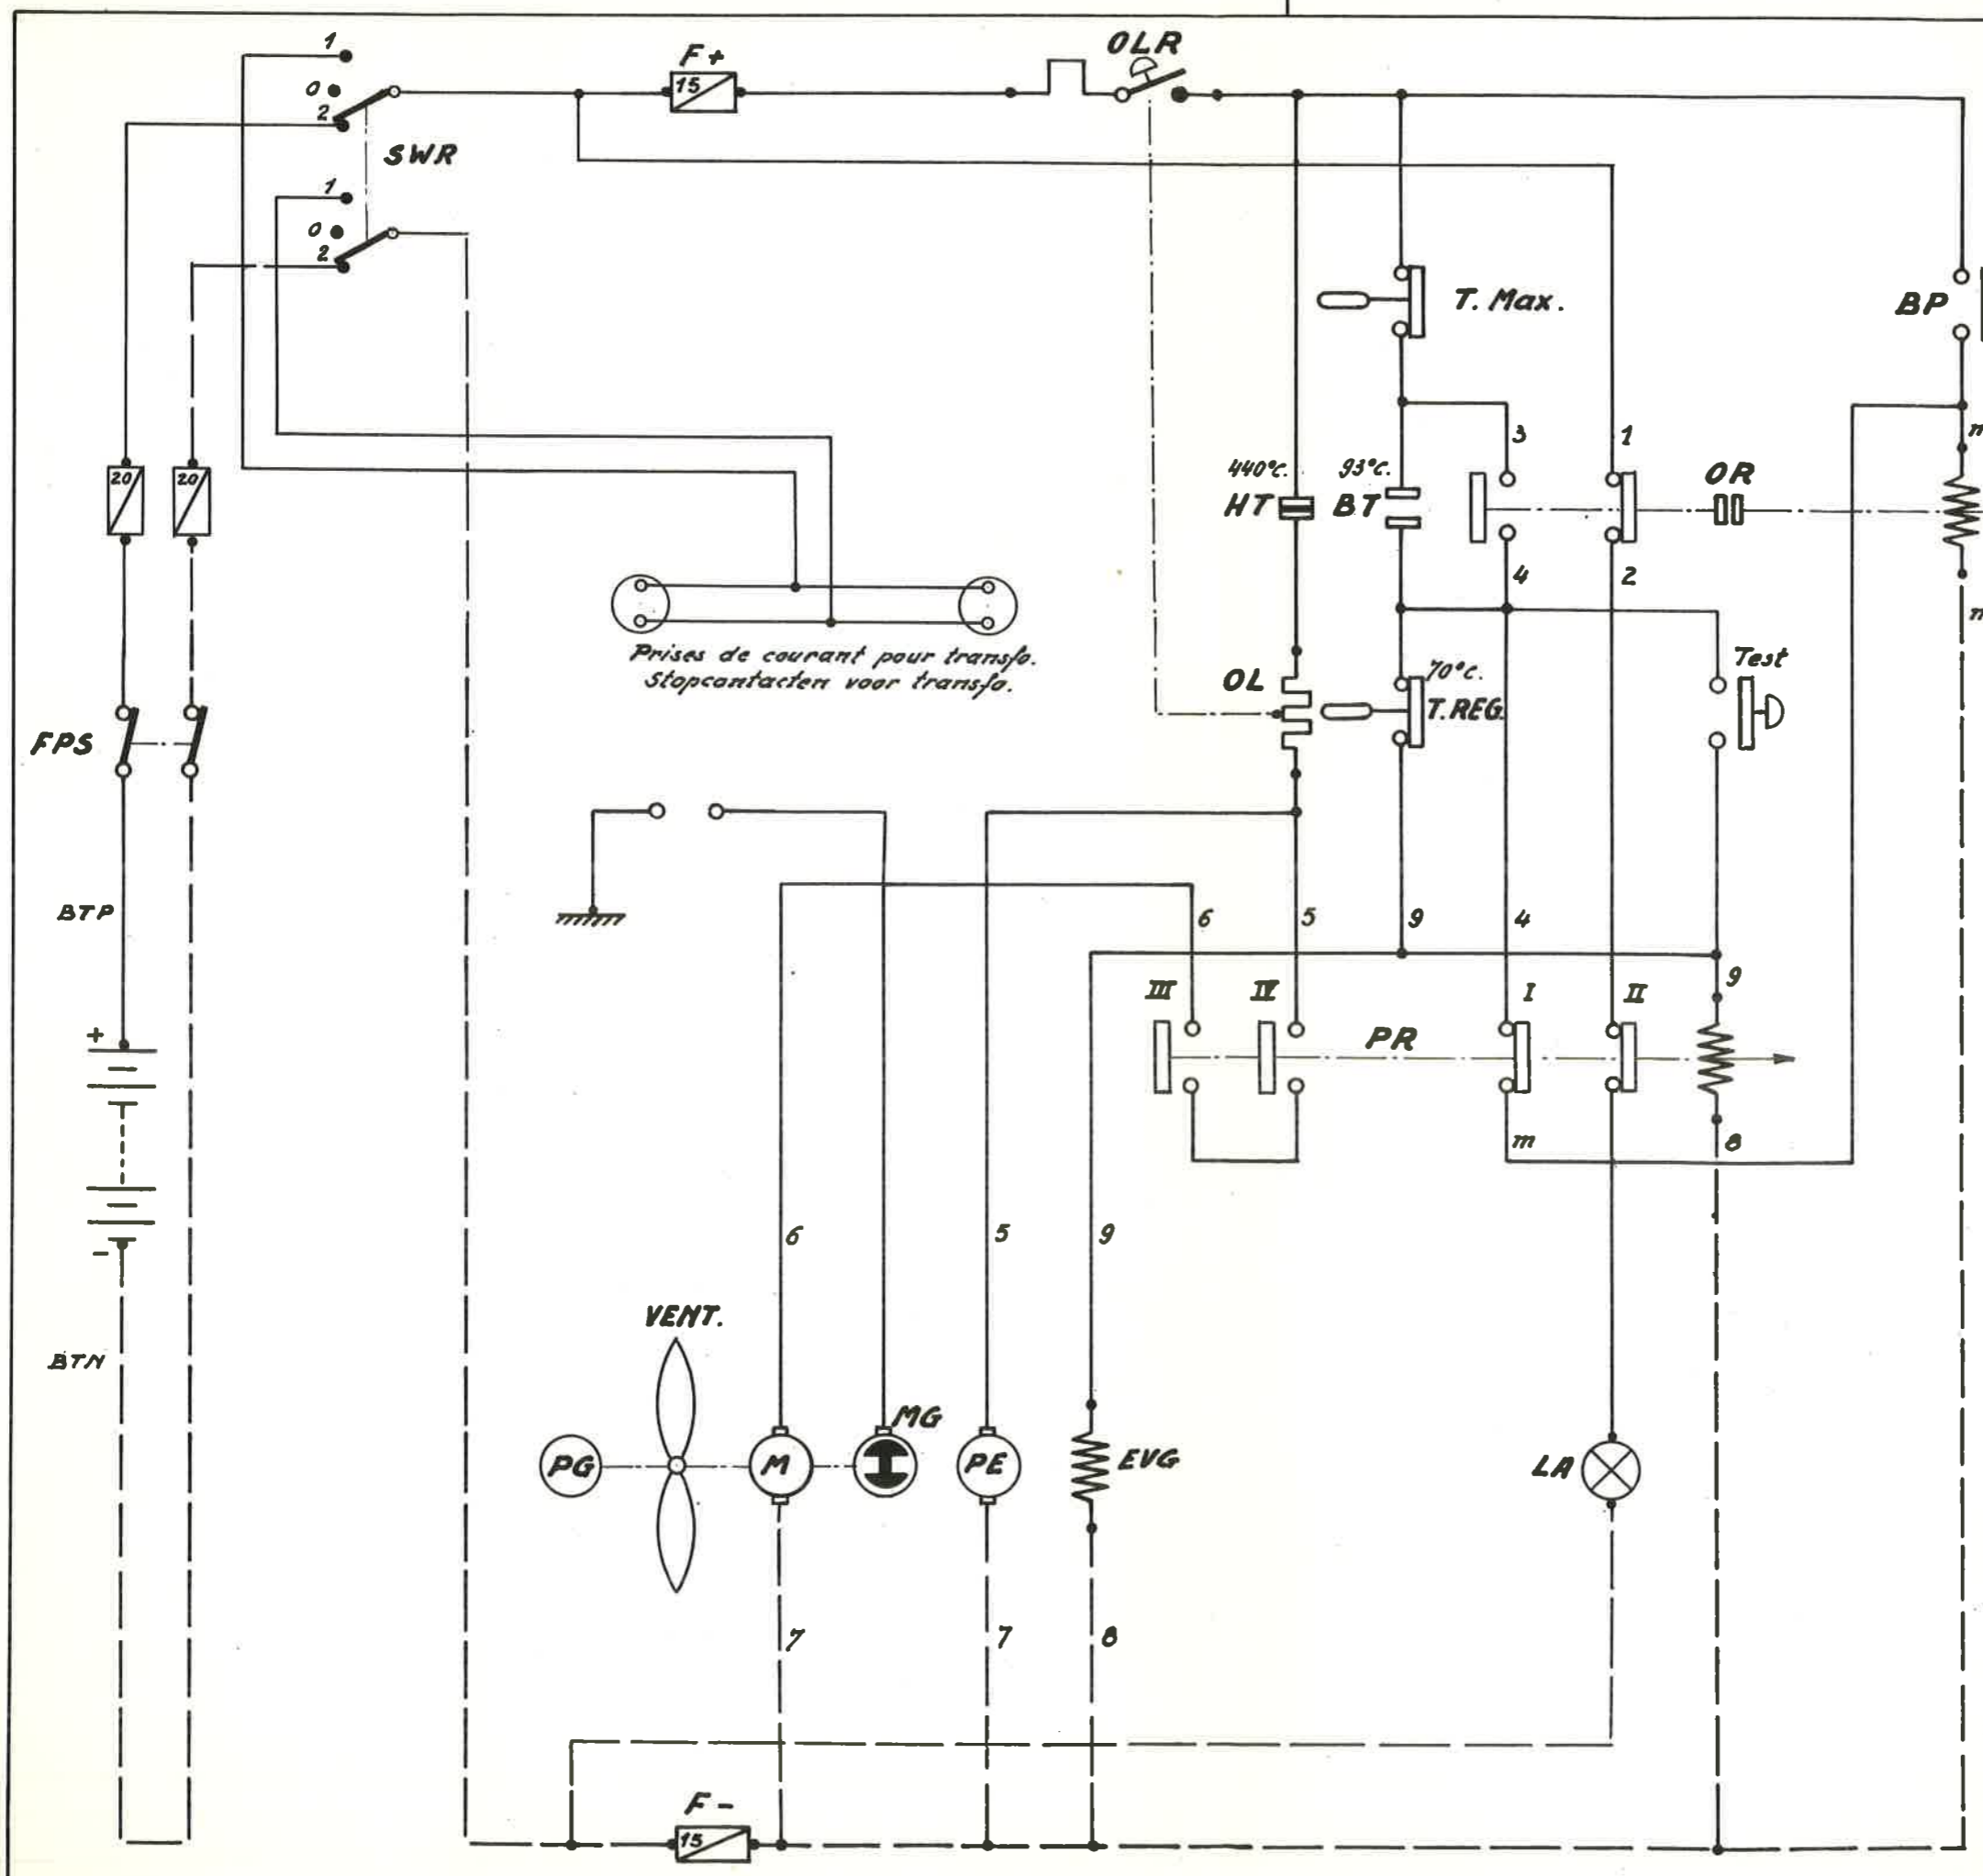 1
F+
OLR
0
15
2
SWR
1
0
2
T. Max.
BP
3
1
n
440°C.
93°C.
20
20
HT
BT
OR
4
2
n
Prises de courant pour transfo.
Stopcontacten voor transfo.
Test
OL
70°C.
T.REG.
FPS
BTP
6
5
9
4
9
III
IV
I
II
+
PR
m
8
6
5
9
-
VENT.
BTN
MG
PG
M
PE
EVG
LA
7
7
8
F-
15